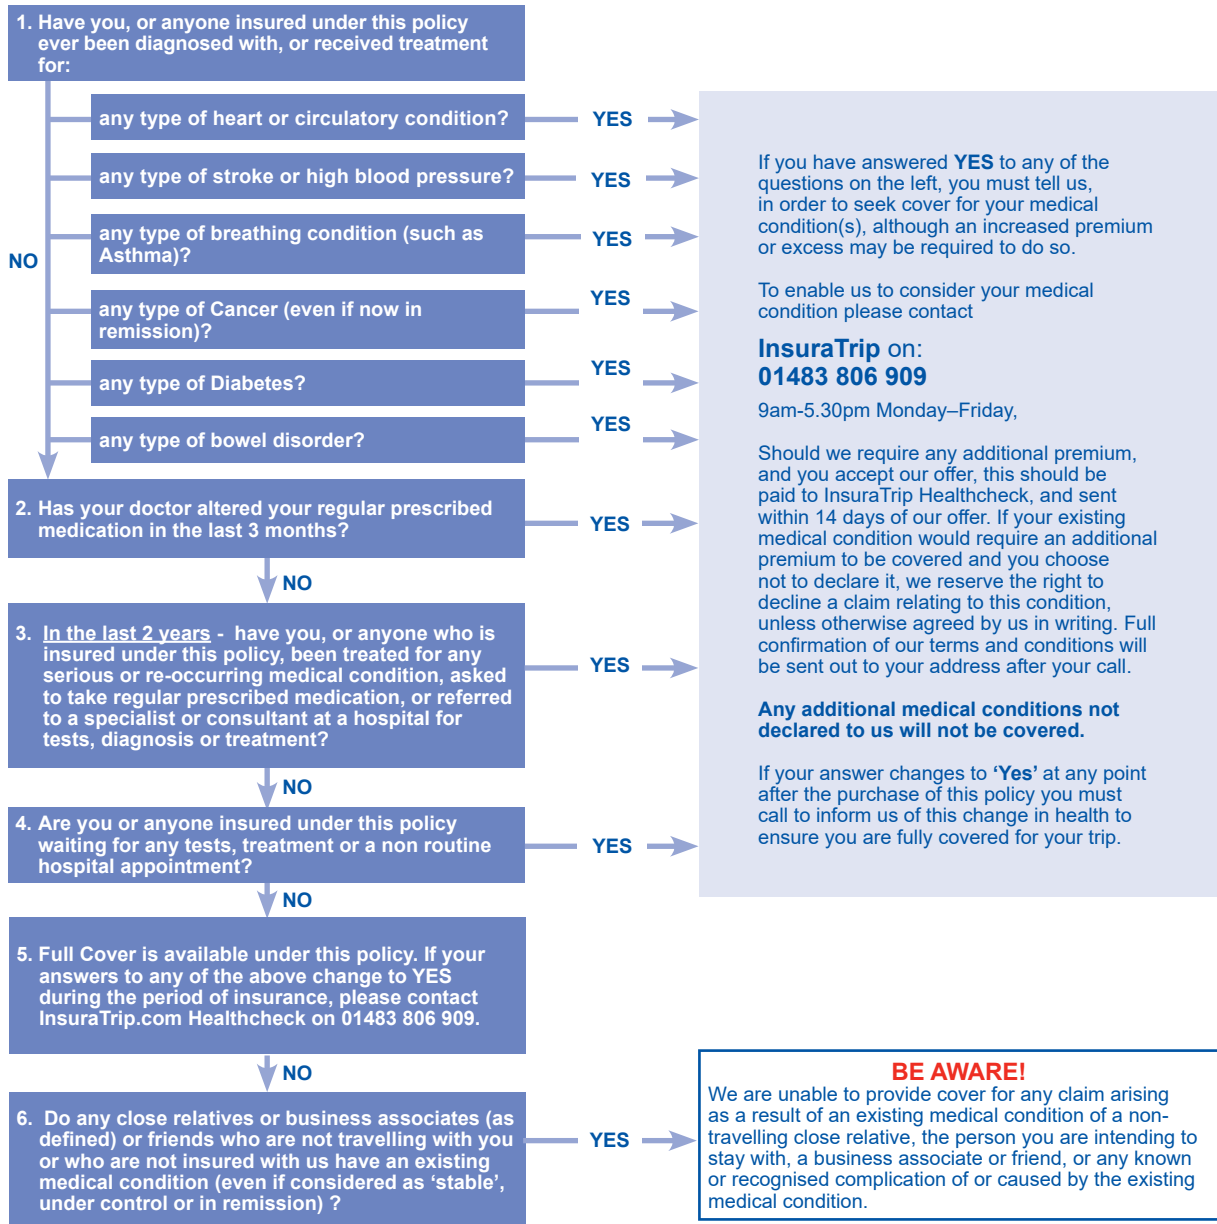 1. Have you, or anyone insured under this policy
ever been diagnosed with, or received treatment
for:
NO
any type of heart or circulatory condition?
YES
any type of stroke or high blood pressure?
YES
any type of breathing condition (such as
Asthma)?
YES
any type of Cancer (even if now in
remission)?
YES
any type of Diabetes?
YES
any type of bowel disorder?
YES
2. Has your doctor altered your regular prescribed
medication in the last 3 months?
YES
NO
3. In the last 2 years - have you, or anyone who is
insured under this policy, been treated for any
serious or re-occurring medical condition, asked
to take regular prescribed medication, or referred
to a specialist or consultant at a hospital for
tests, diagnosis or treatment?
YES
NO
4. Are you or anyone insured under this policy
waiting for any tests, treatment or a non routine
hospital appointment?
YES
NO
5. Full Cover is available under this policy. If your
answers to any of the above change to YES
during the period of insurance, please contact
InsuraTrip.com Healthcheck on 01483 806 909.
NO
6. Do any close relatives or business associates (as
defined) or friends who are not travelling with you
or who are not insured with us have an existing
medical condition (even if considered as ‘stable’,
under control or in remission) ?
YES
If you have answered YES to any of the
questions on the left, you must tell us,
in order to seek cover for your medical
condition(s), although an increased premium
or excess may be required to do so.
To enable us to consider your medical
condition please contact
InsuraTrip on:
01483 806 909
9am-5.30pm Monday–Friday,
Should we require any additional premium,
and you accept our offer, this should be
paid to InsuraTrip Healthcheck, and sent
within 14 days of our offer. If your existing
medical condition would require an additional
premium to be covered and you choose
not to declare it, we reserve the right to
decline a claim relating to this condition,
unless otherwise agreed by us in writing. Full
confirmation of our terms and conditions will
be sent out to your address after your call.
Any additional medical conditions not
declared to us will not be covered.
If your answer changes to ‘Yes’ at any point
after the purchase of this policy you must
call to inform us of this change in health to
ensure you are fully covered for your trip.
BE AWARE!
We are unable to provide cover for any claim arising
as a result of an existing medical condition of a non-
travelling close relative, the person you are intending to
stay with, a business associate or friend, or any known
or recognised complication of or caused by the existing
medical condition.